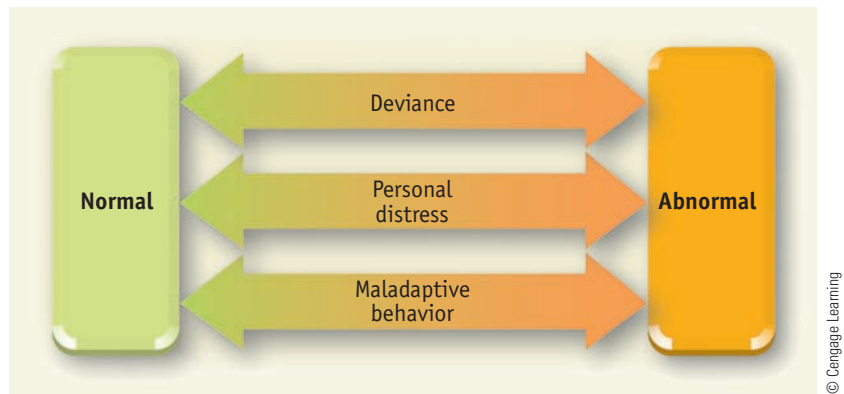 Deviance
Normal
Personal
distress
Abnormal
Maladaptive
behavior
© Cengage Learning